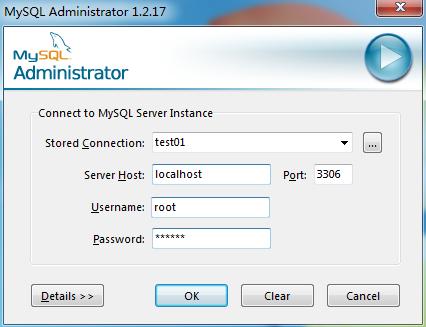 MySQL Administrator 1.2.17
MySQL
Administrator
Connect to MySQL Server Instance
Stored Connection: test01 ...
Server Host: localhost Port: 3306
Username: root
Password: ******
Details >> OK Clear Cancel